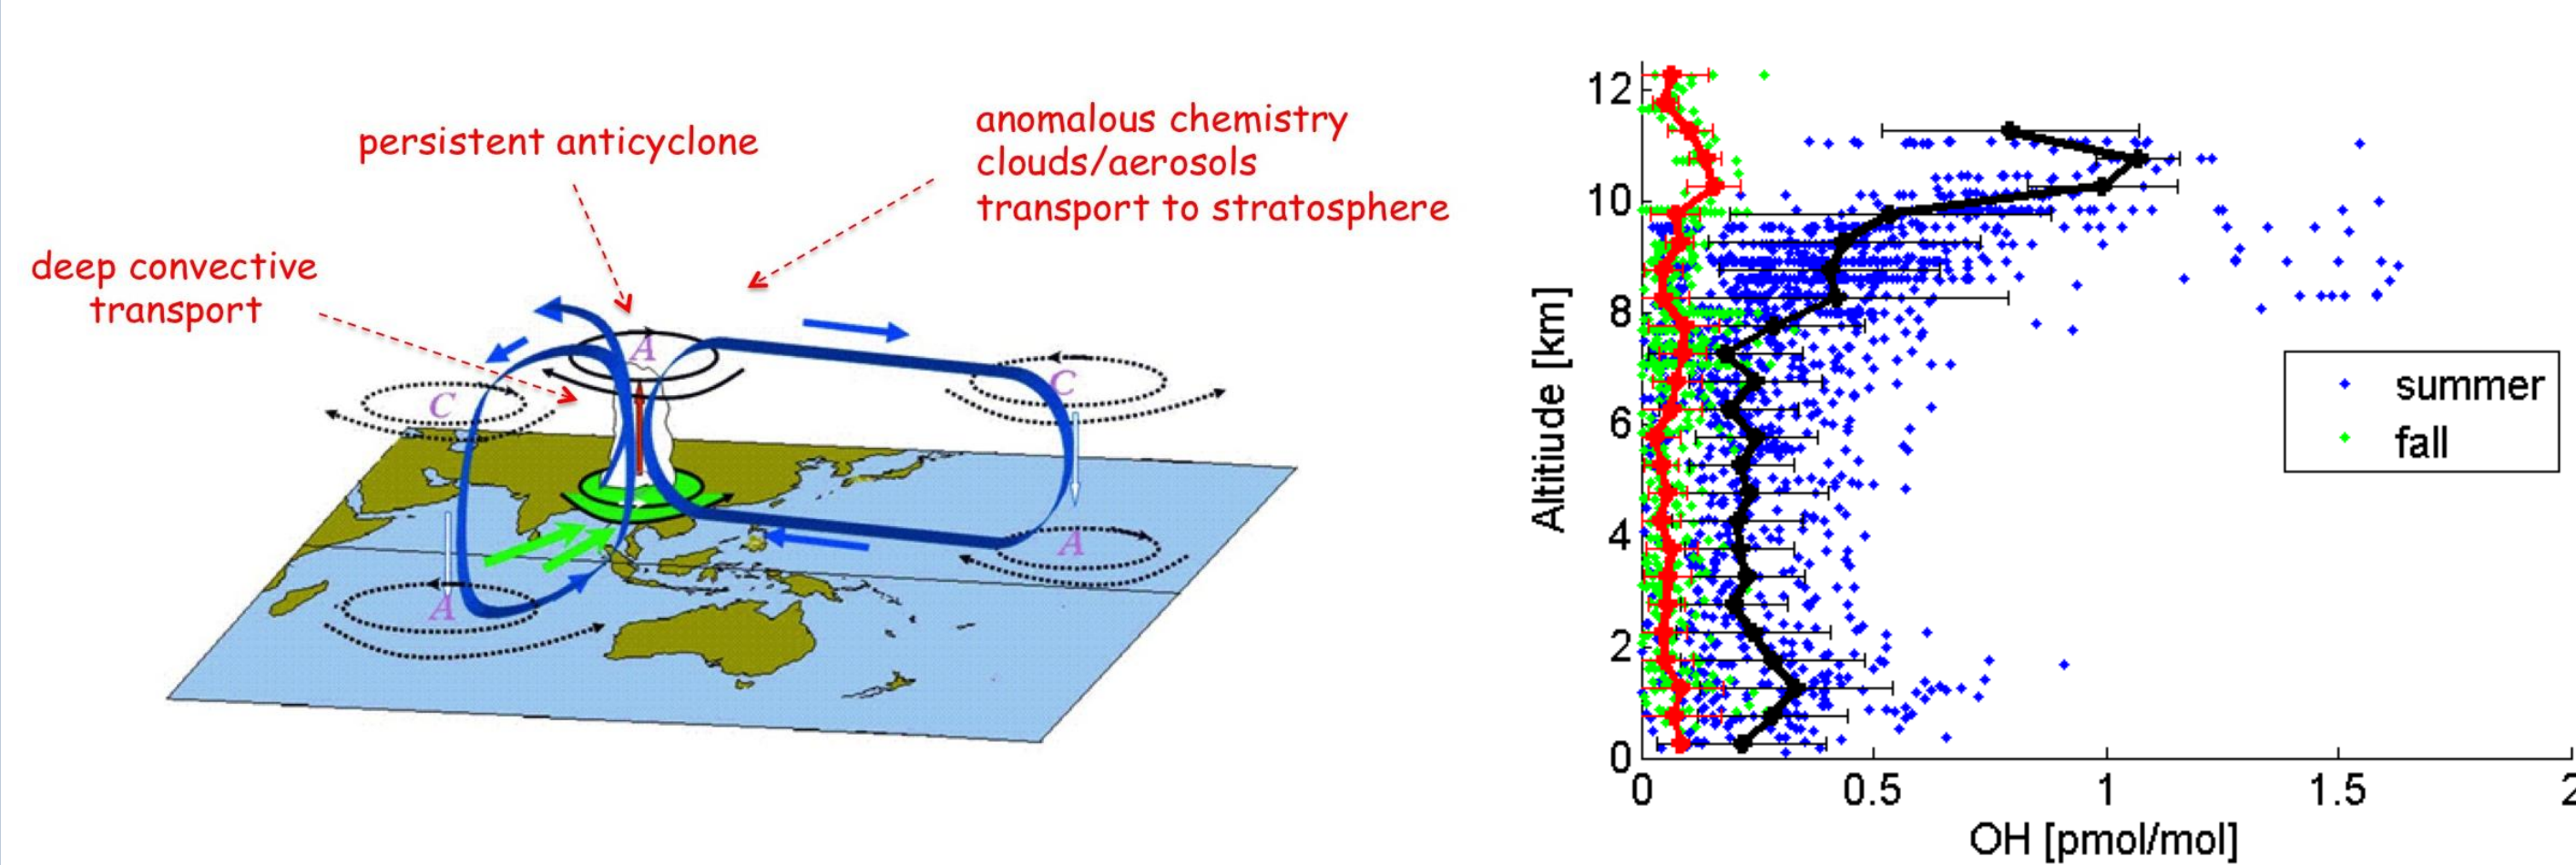 persistent anticyclone
anomalous chemistry
clouds/aerosols
transport to stratosphere
deep convective
transport
A
C
C
A
A
12
10
8
6
4
2
0
Altitiude [km]
0
0.5
1
1.5
2
OH [pmol/mol]
summer
fall